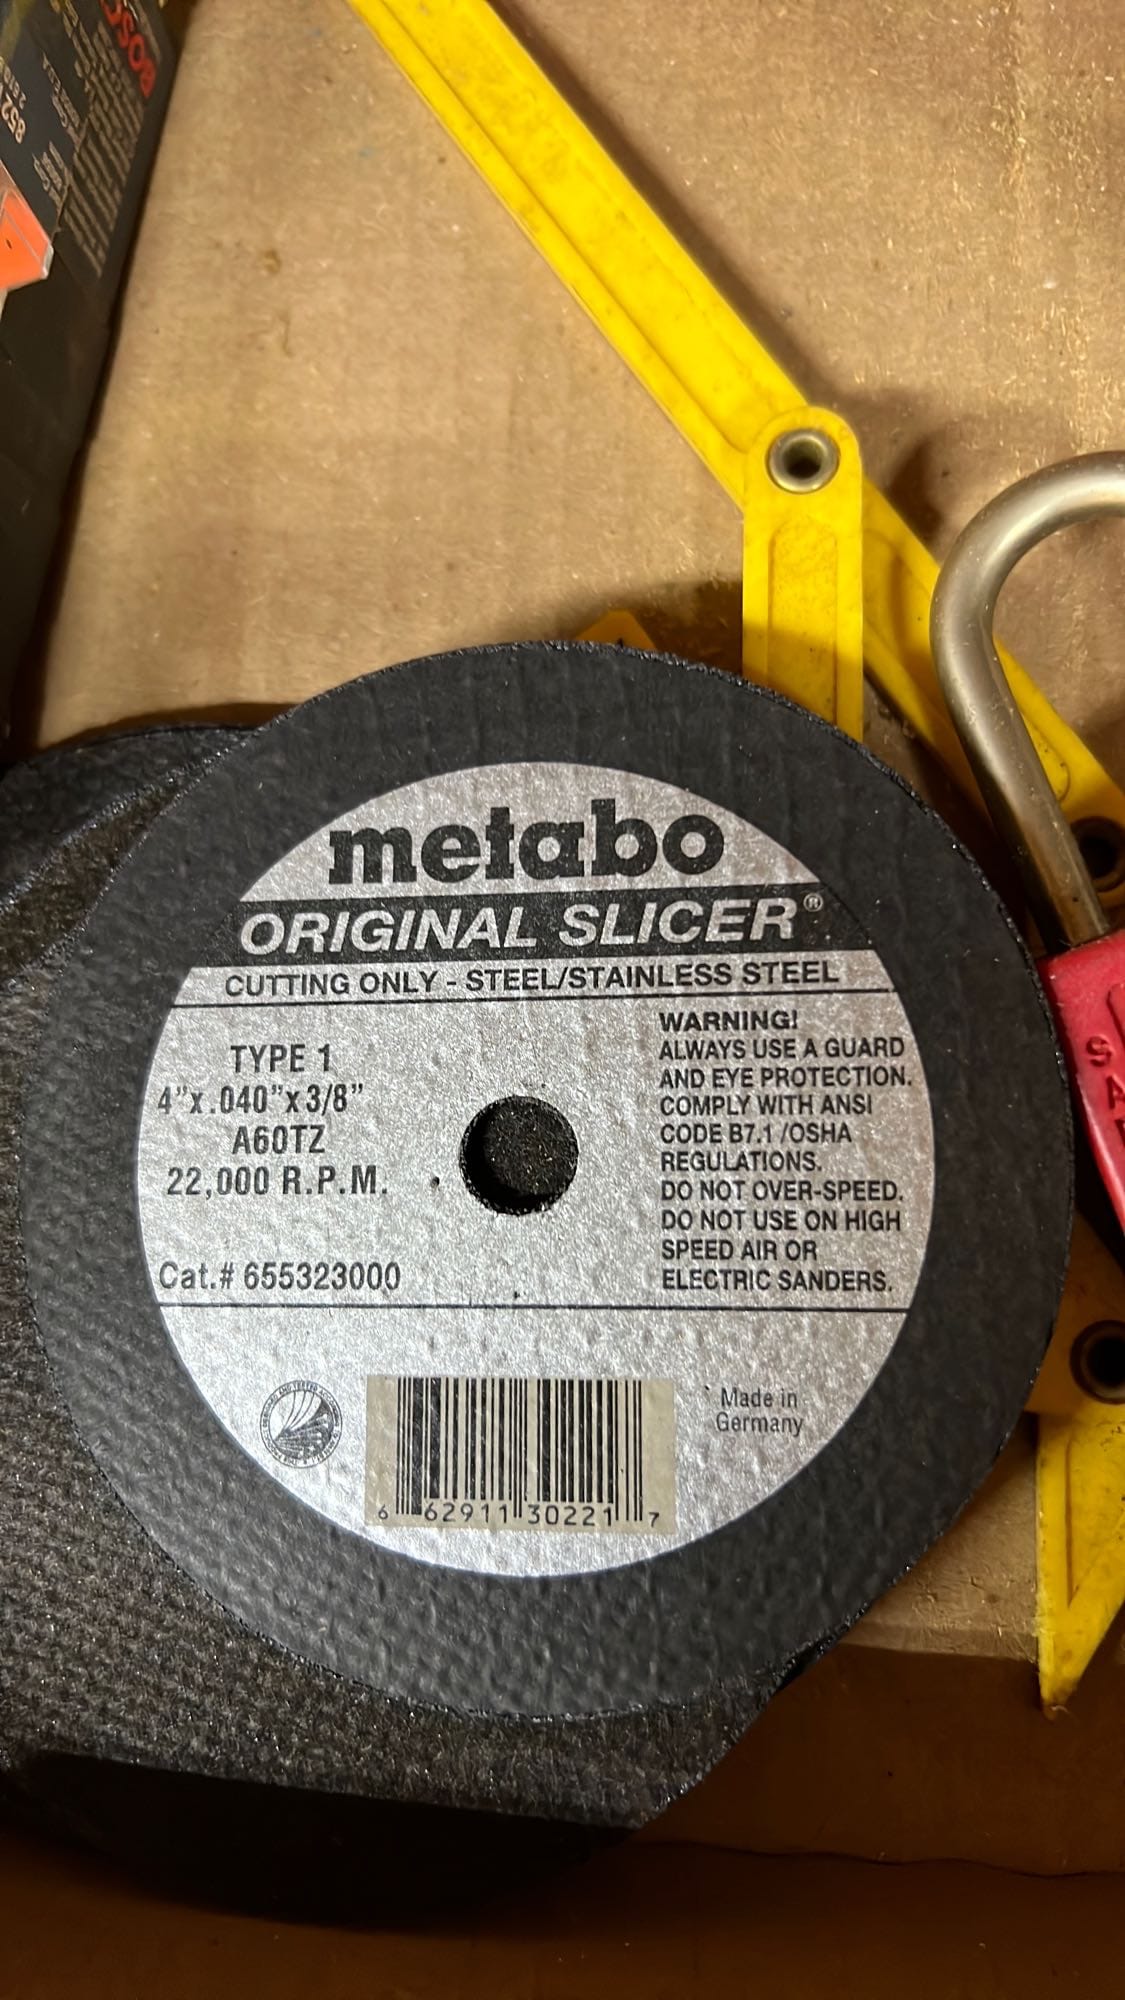 BOSCH
metabo
ORIGINAL SLICER®
CUTTING ONLY - STEEL/STAINLESS STEEL
TYPE 1
4"x.040"x3/8"
A60TZ
22,000 R.P.M.
Cat.# 655323000
WARNING!
ALWAYS USE A GUARD
AND EYE PROTECTION.
COMPLY WITH ANSI
CODE B7.1 /OSHA
REGULATIONS.
DO NOT OVER-SPEED.
DO NOT USE ON HIGH
SPEED AIR OR
ELECTRIC SANDERS.
6 62911 30221 7
Made in
Germany